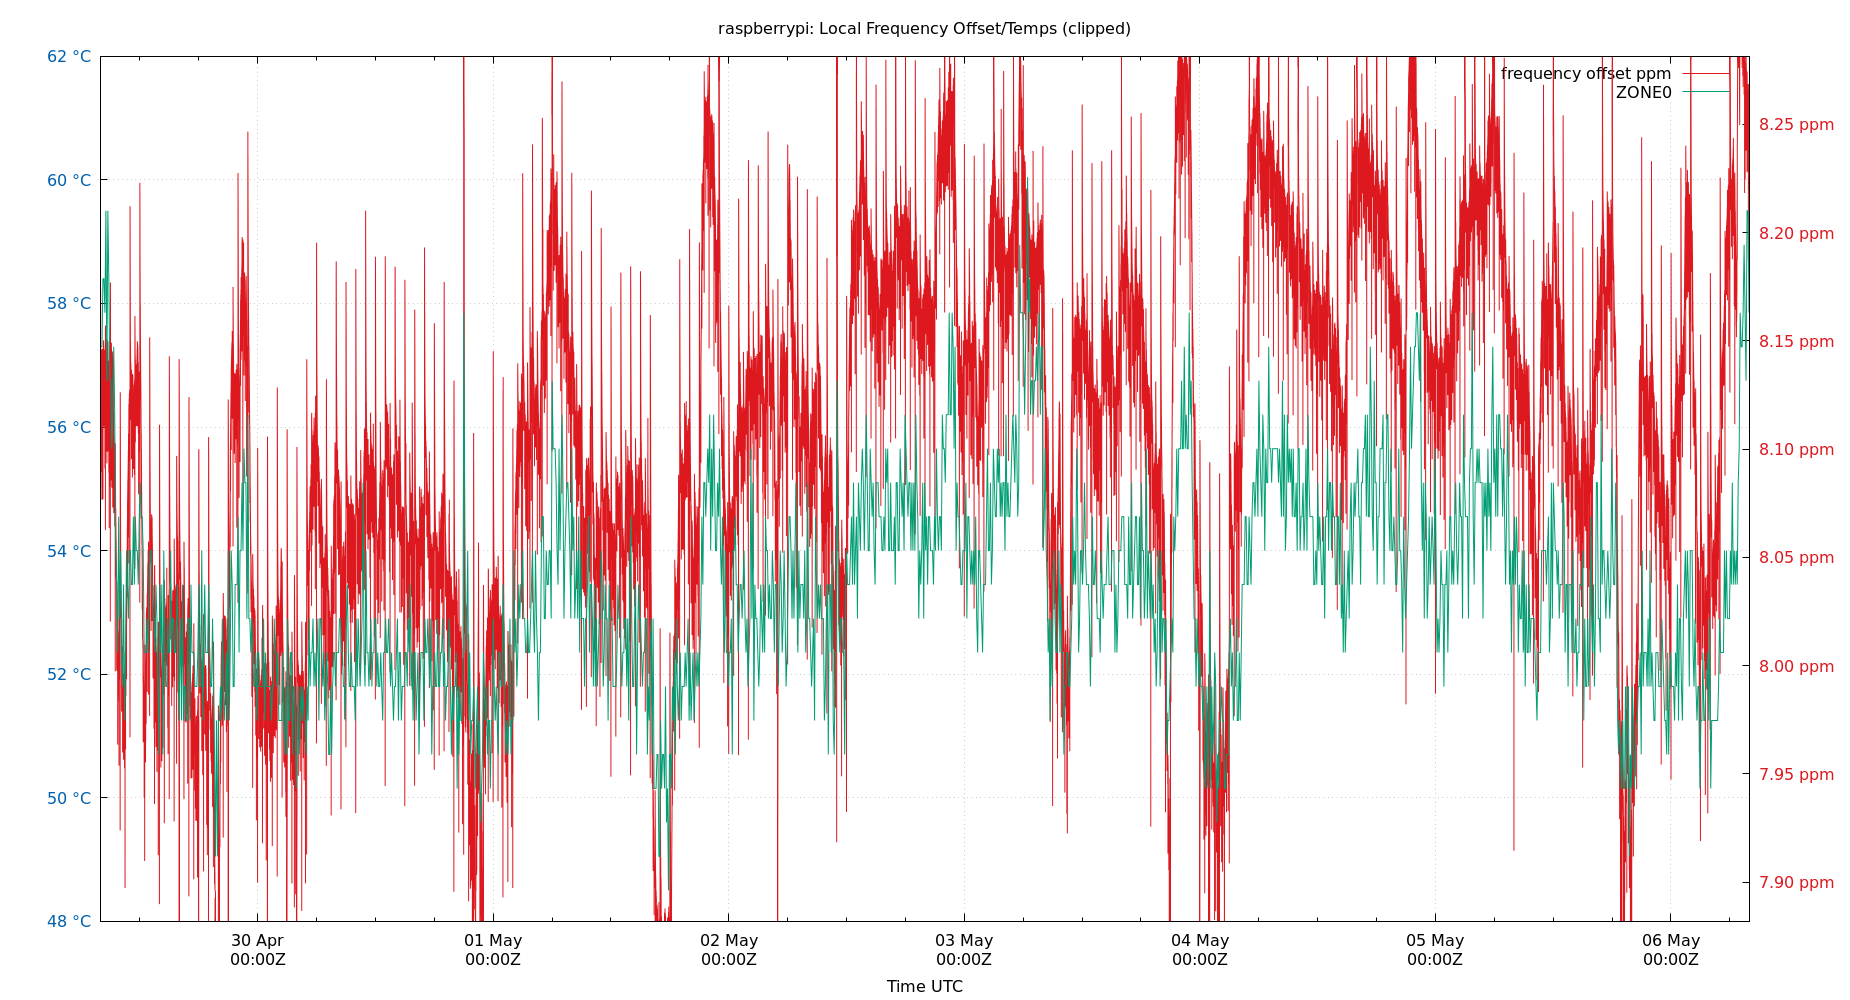 raspberrypi: Local Frequency Offset/Temps (clipped)
62 °C
60 °C
58 °C
56 °C
54 °C
52 °C
50 °C
48 °C
frequency offset ppm
ZONE0
8.25 ppm
8.20 ppm
8.15 ppm
8.10 ppm
8.05 ppm
8.00 ppm
7.95 ppm
7.90 ppm
30 Apr 01 May 02 May 03 May 04 May 05 May 06 May
00:00Z 00:00Z 00:00Z 00:00Z 00:00Z 00:00Z 00:00Z
Time UTC